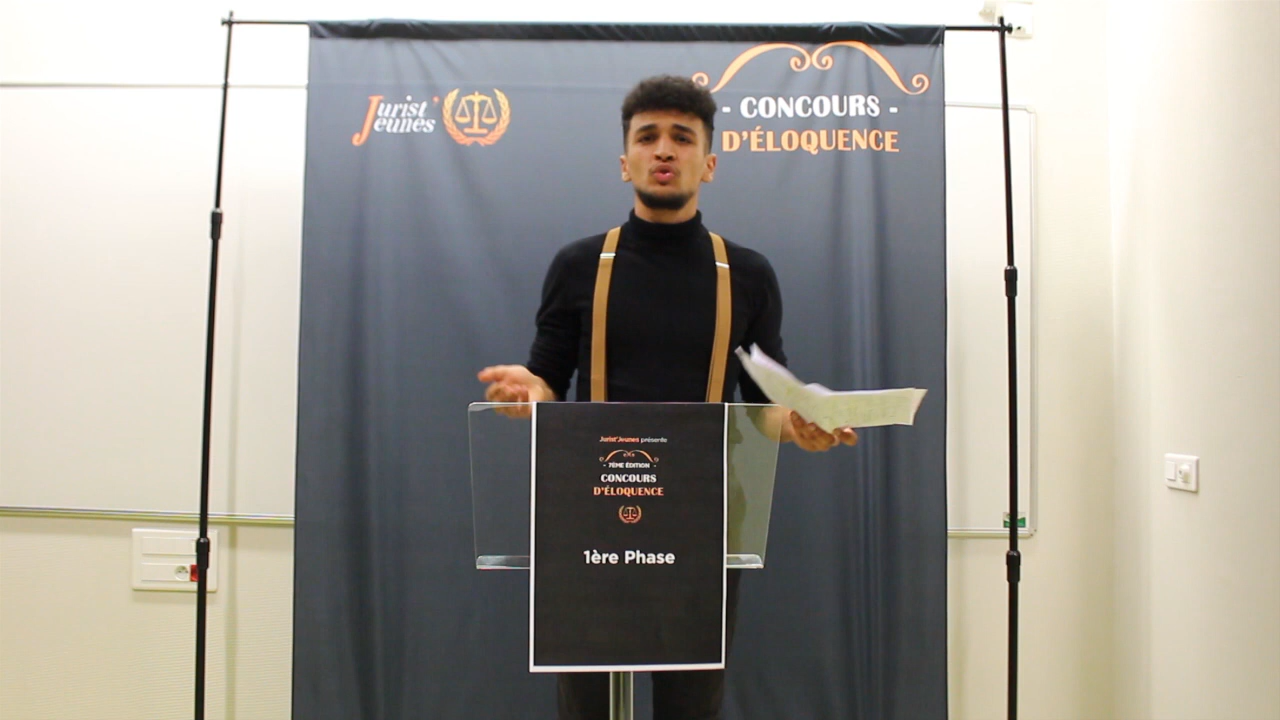 Jurist'
Jeunes
- CONCOURS -
D'ÉLOQUENCE
Jurist'Jeunes présente
- 7ÈME ÉDITION -
CONCOURS
D'ÉLOQUENCE
1ère Phase